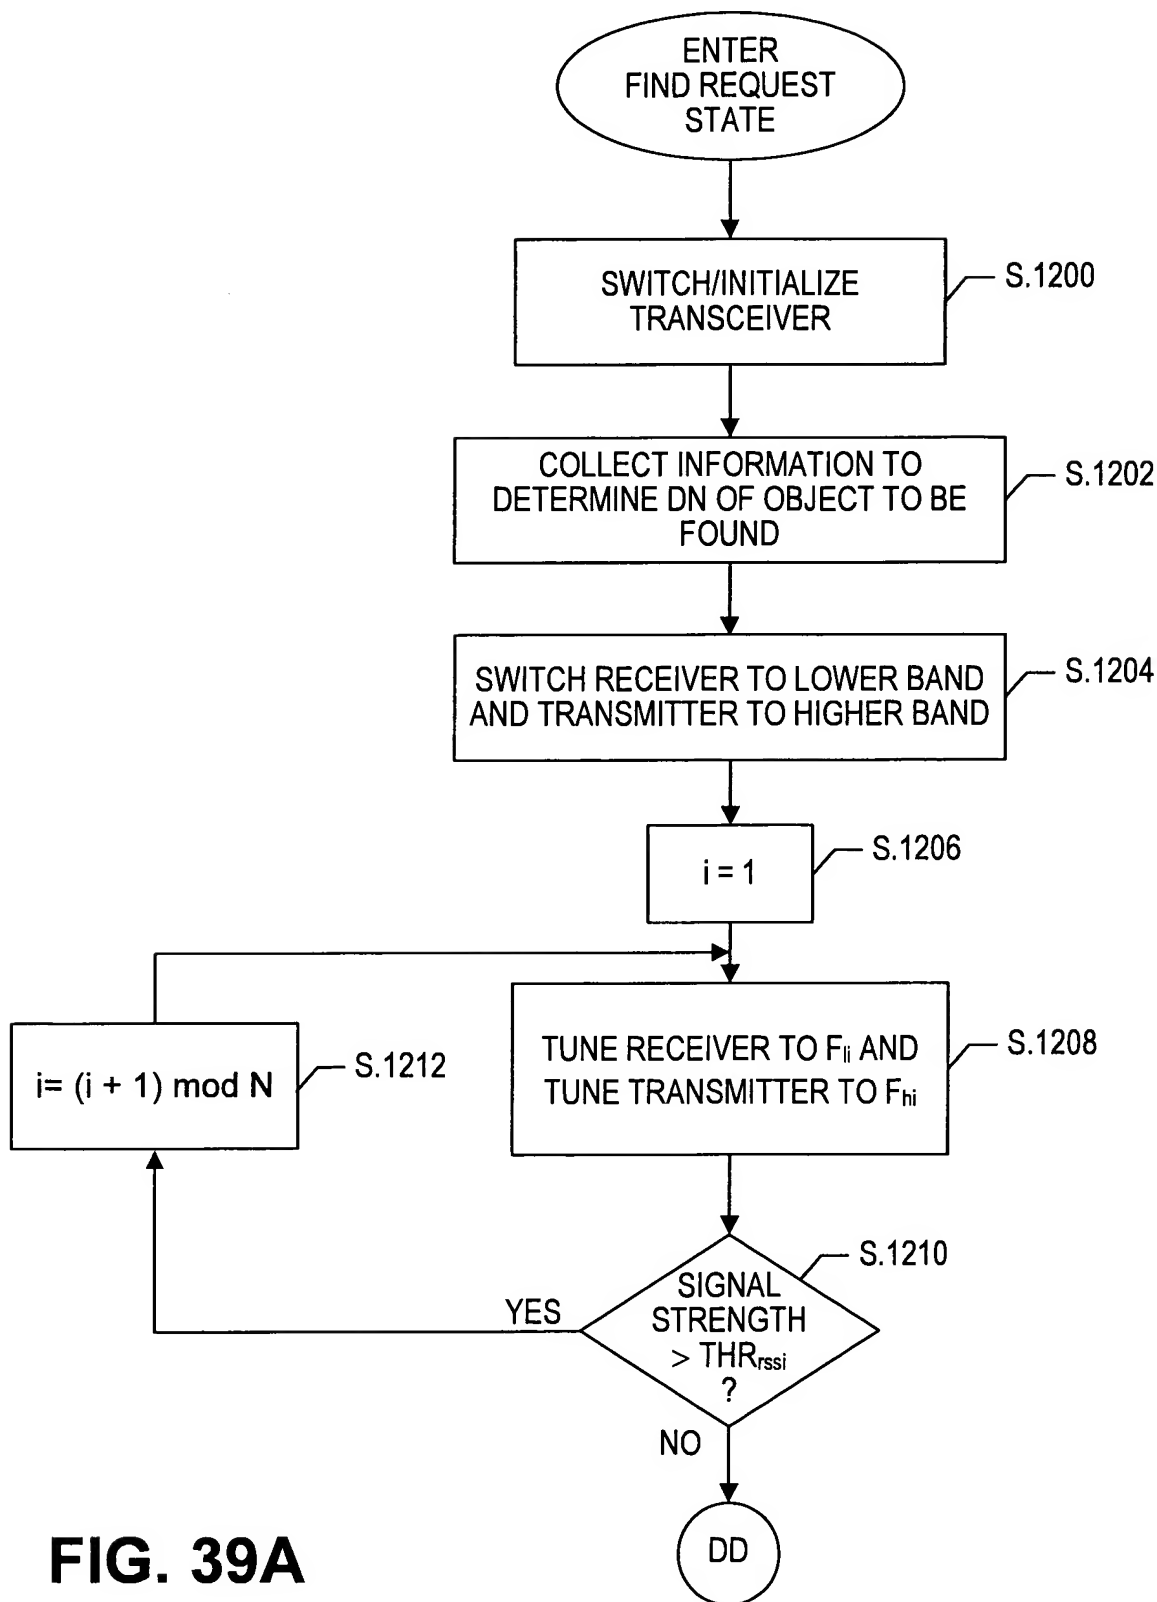 ENTER
FIND REQUEST
STATE
SWITCH/INITIALIZE
TRANSCEIVER
S.1200
COLLECT INFORMATION TO
DETERMINE DN OF OBJECT TO BE
FOUND
S.1202
SWITCH RECEIVER TO LOWER BAND
AND TRANSMITTER TO HIGHER BAND
S.1204
i = 1
S.1206
TUNE RECEIVER TO Fli AND
TUNE TRANSMITTER TO Fhi
S.1208
i= (i + 1) mod N
S.1212
SIGNAL
STRENGTH
> THRrssi
?
S.1210
YES
NO
DD
FIG. 39A